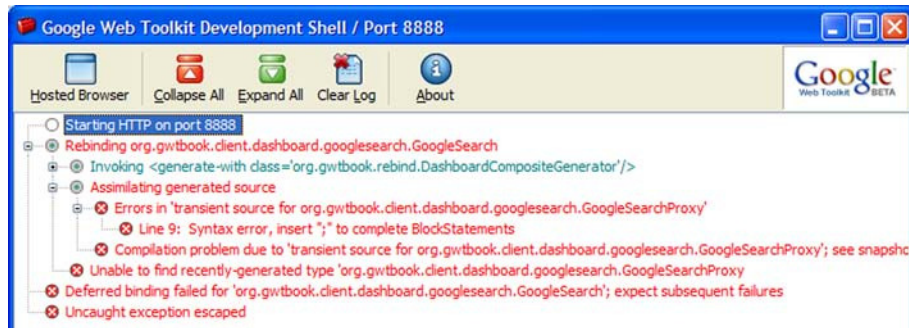 Google Web Toolkit Development Shell / Port 8888
Hosted Browser Collapse All Expand All Clear Log About
Google
Web Toolkit BETA
Starting HTTP on port 8888
Rebinding org.gwtbook.client.dashboard.googlesearch.GoogleSearch
Invoking <generate-with class='org.gwtbook.rebind.DashboardCompositeGenerator'/>
Assimilating generated source
Errors in 'transient source for org.gwtbook.client.dashboard.googlesearch.GoogleSearchProxy'
Line 9: Syntax error, insert ";" to complete BlockStatements
Compilation problem due to 'transient source for org.gwtbook.client.dashboard.googlesearch.GoogleSearchProxy'; see snapsho
Unable to find recently-generated type 'org.gwtbook.client.dashboard.googlesearch.GoogleSearchProxy
Deferred binding failed for 'org.gwtbook.client.dashboard.googlesearch.GoogleSearch'; expect subsequent failures
Uncaught exception escaped